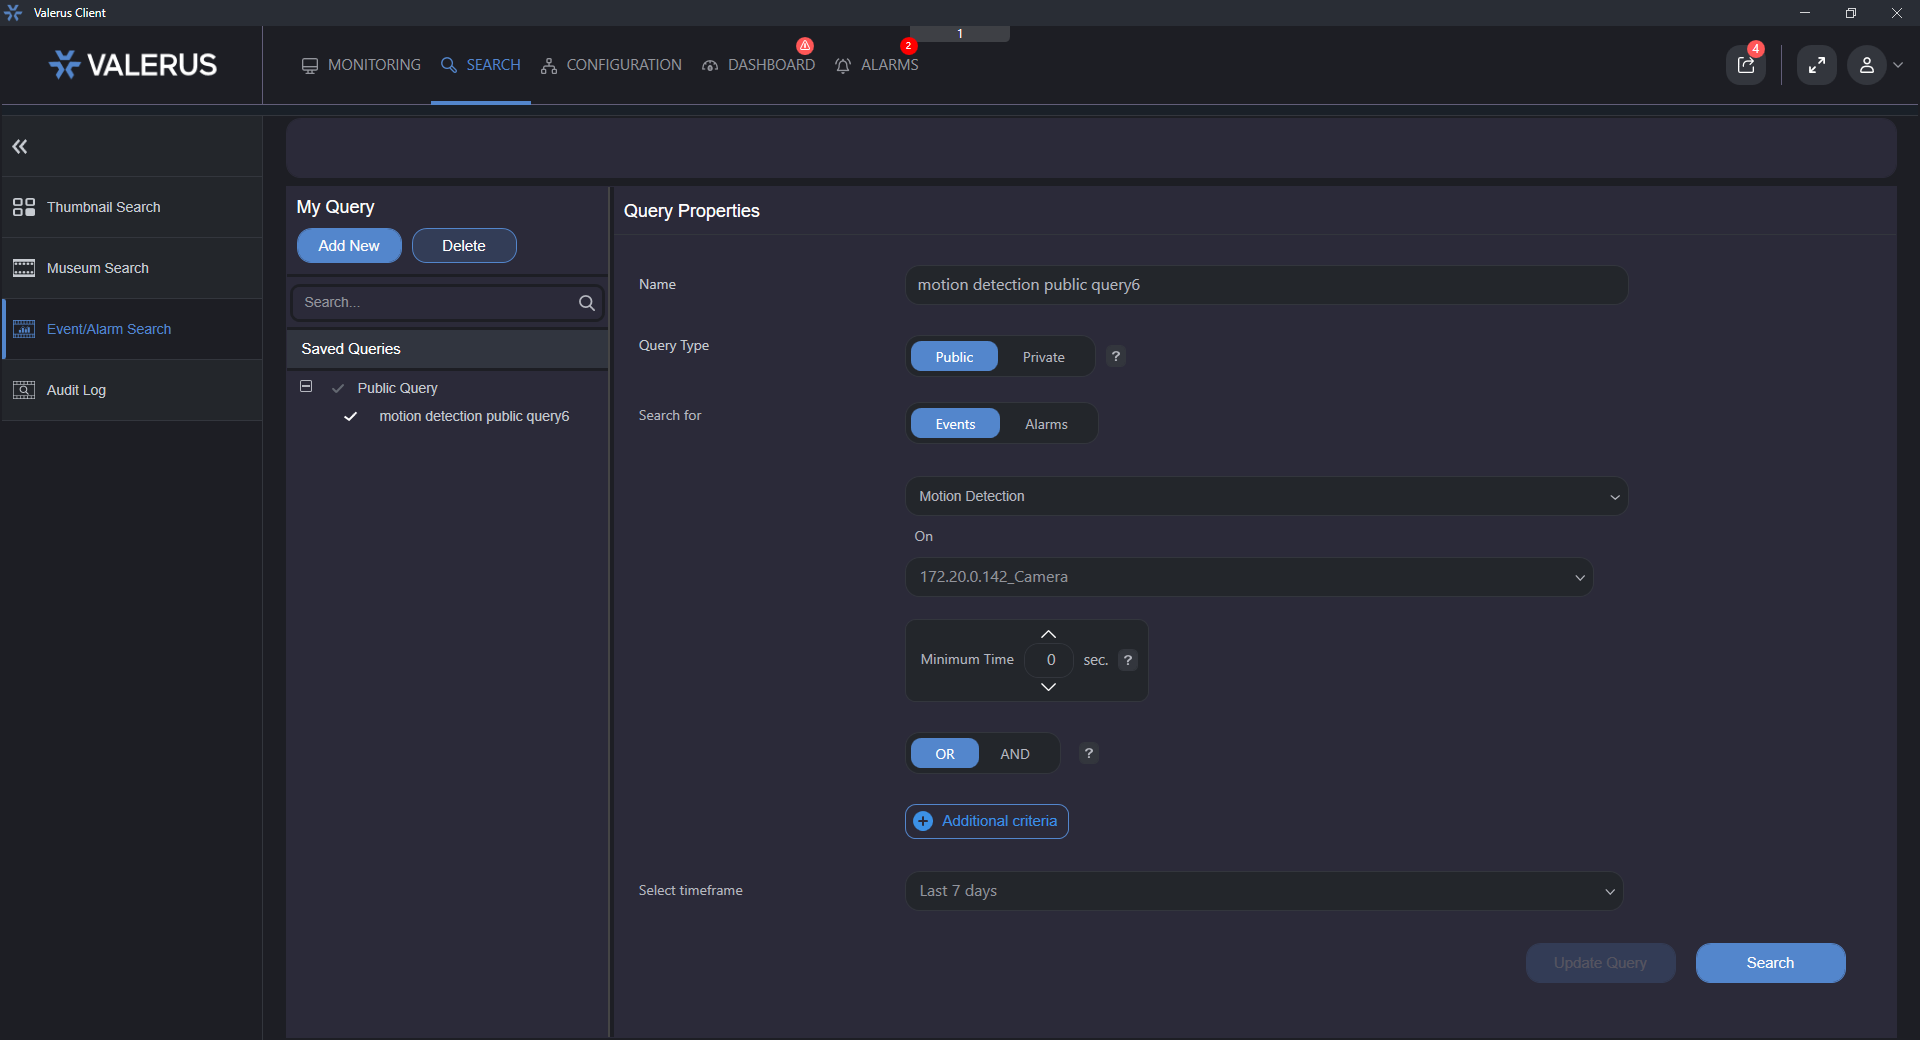 Valerus Client
1
VALERUS
MONITORING
SEARCH
CONFIGURATION
DASHBOARD
2
ALARMS
4
Thumbnail Search
Museum Search
Event/Alarm Search
Audit Log
My Query
Add New
Delete
Search...
Saved Queries
Public Query
motion detection public query6
Query Properties
Name
motion detection public query6
Query Type
Public
Private
?
Search for
Events
Alarms
Motion Detection
On
172.20.0.142_Camera
Minimum Time 0 sec. ?
OR
AND
?
Additional criteria
Select timeframe
Last 7 days
Update Query
Search